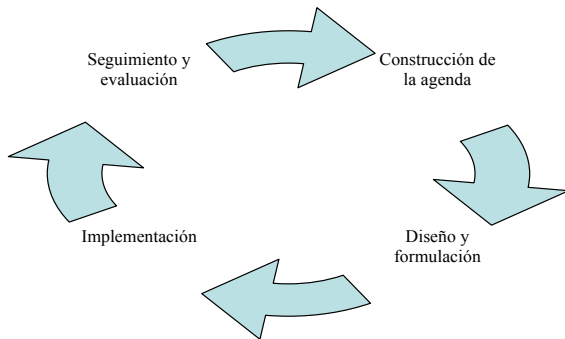 Seguimiento y
evaluación
Construcción de
la agenda
Diseño y
formulación
Implementación